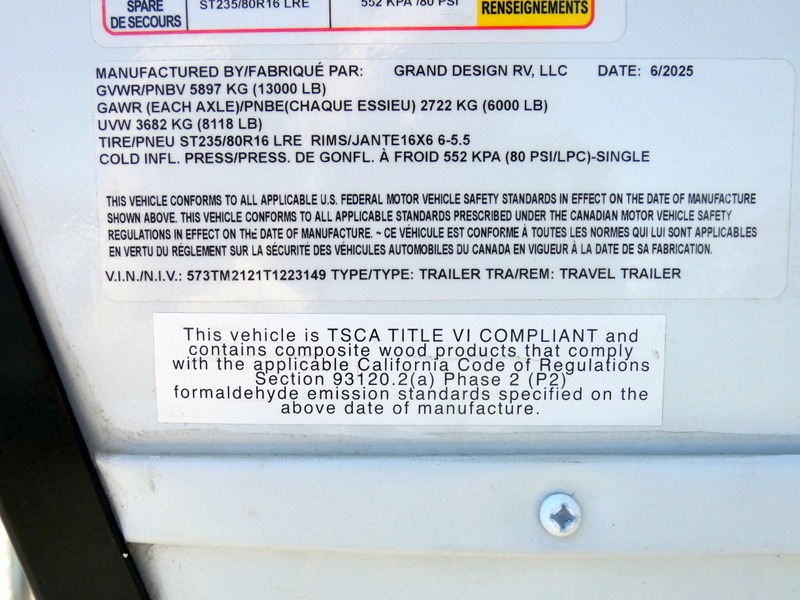 SPARE
DE SECOURS
ST235/80R16 LRE
552 KPA /80 PSI
RENSEIGNEMENTS
MANUFACTURED BY/FABRIQUÉ PAR: GRAND DESIGN RV, LLC DATE: 6/2025
GVWR/PNBV 5897 KG (13000 LB)
GAWR (EACH AXLE)/PNBE(CHAQUE ESSIEU) 2722 KG (6000 LB)
UVW 3682 KG (8118 LB)
TIRE/PNEU ST235/80R16 LRE RIMS/JANTE16X6 6-5.5
COLD INFL. PRESS/PRESS. DE GONFL. À FROID 552 KPA (80 PSI/LPC)-SINGLE
THIS VEHICLE CONFORMS TO ALL APPLICABLE U.S. FEDERAL MOTOR VEHICLE SAFETY STANDARDS IN EFFECT ON THE DATE OF MANUFACTURE
SHOWN ABOVE. THIS VEHICLE CONFORMS TO ALL APPLICABLE STANDARDS PRESCRIBED UNDER THE CANADIAN MOTOR VEHICLE SAFETY
REGULATIONS IN EFFECT ON THE DATE OF MANUFACTURE. ~ CE VÉHICULE EST CONFORME À TOUTES LES NORMES QUI LUI SONT APPLICABLES
EN VERTU DU RÉGLEMENT SUR LA SÉCURITÉ DES VÉHICULES AUTOMOBILES DU CANADA EN VIGUEUR À LA DATE DE SA FABRICATION.
V.I.N./N.I.V.: 573TM2121T1223149 TYPE/TYPE: TRAILER TRA/REM: TRAVEL TRAILER
This vehicle is TSCA TITLE VI COMPLIANT and
contains composite wood products that comply
with the applicable California Code of Regulations
Section 93120.2(a) Phase 2 (P2)
formaldehyde emission standards specified on the
above date of manufacture.